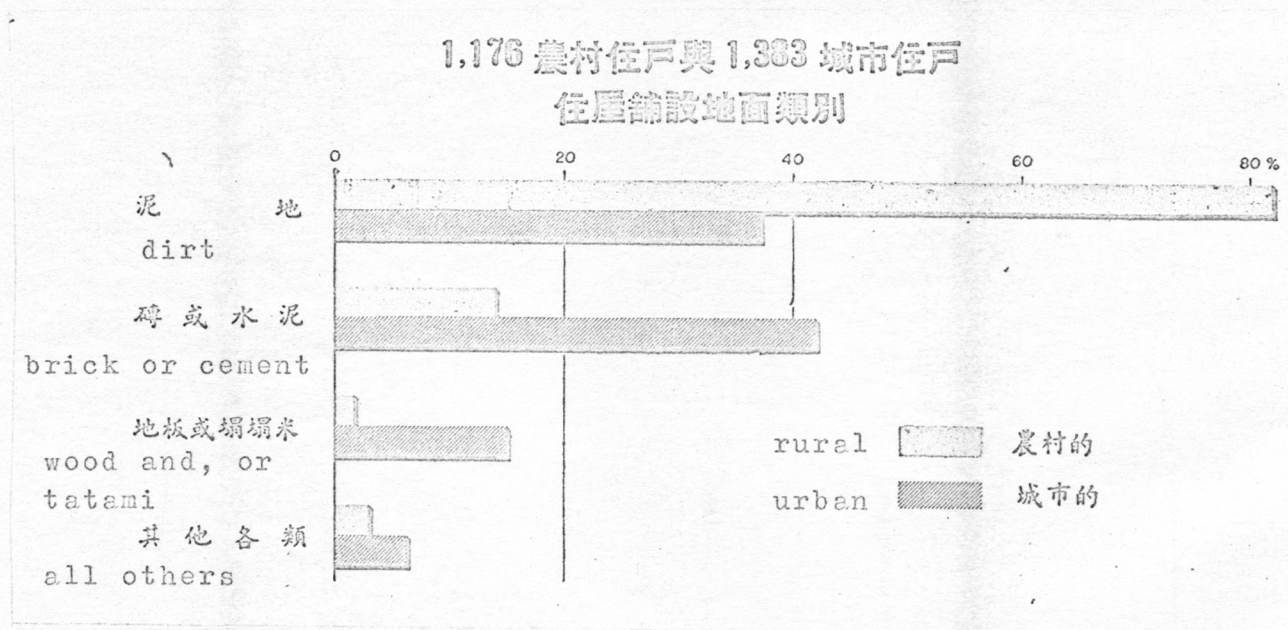 1,176 農村住戶與 1,383 城市住戶
住屋舖設地面類別
0 20 40 60 80 %
泥 地
dirt
磚 或 水 泥
brick or cement
地板或塌塌米
wood and, or
tatami
其 他 各 類
all others
rural 農村的
urban 城市的